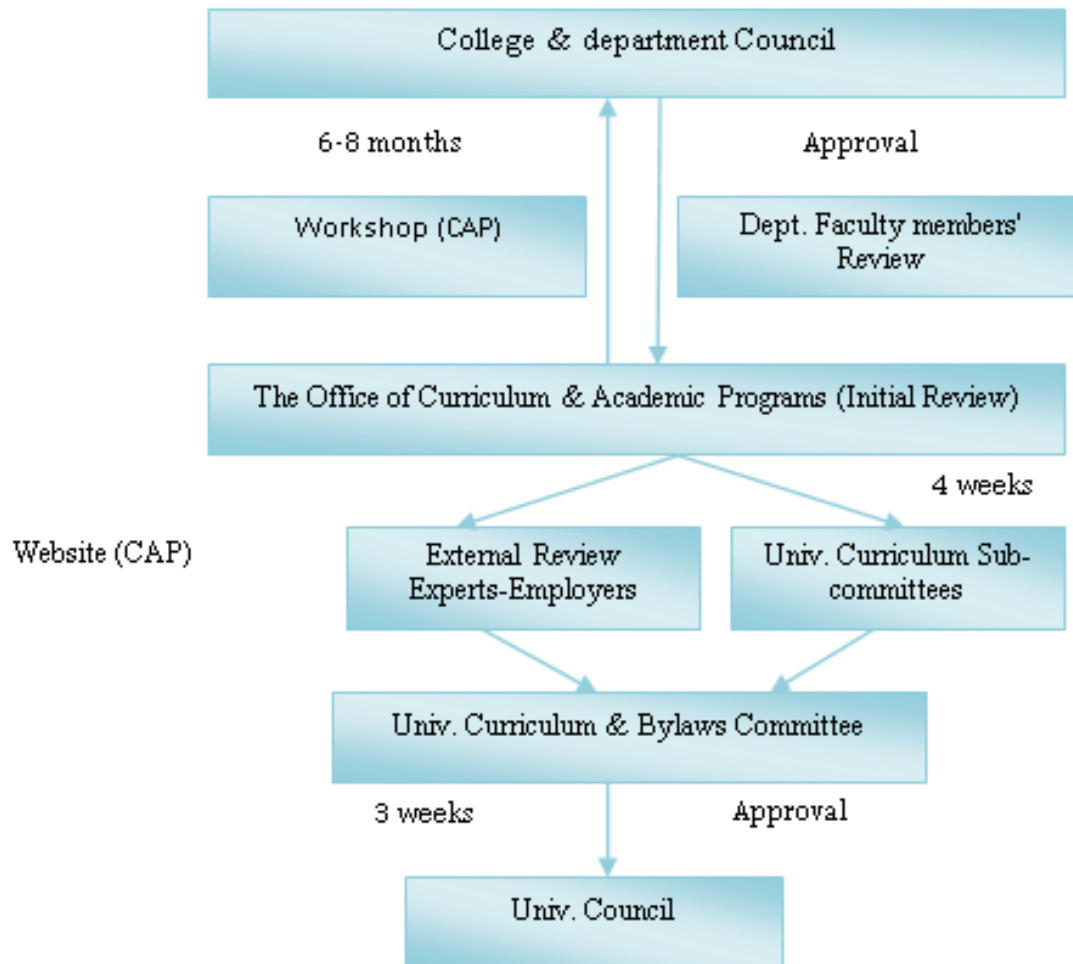 College & department Council
6-8 months
Approval
Workshop (CAP)
Dept. Faculty members'
Review
The Office of Curriculum & Academic Programs (Initial Review)
4 weeks
Website (CAP)
External Review
Experts-Employers
Univ. Curriculum Sub-
committees
Univ. Curriculum & Bylaws Committee
3 weeks
Approval
Univ. Council